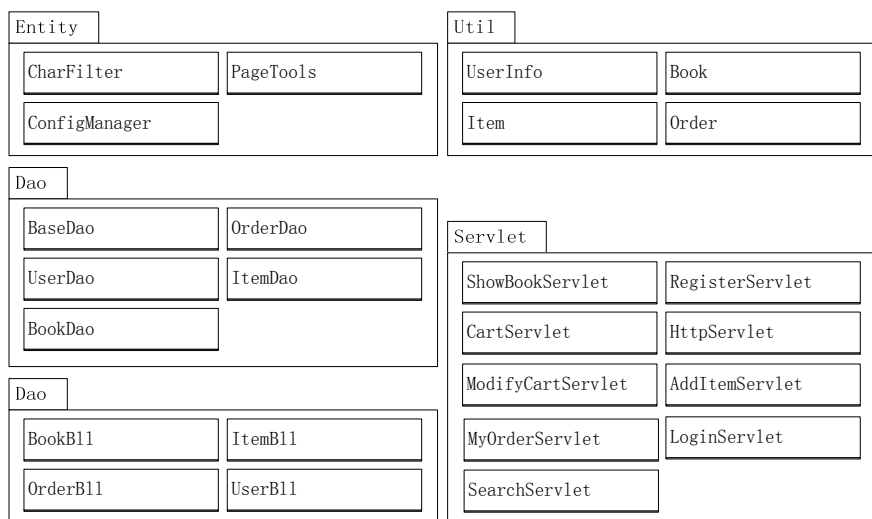 Entity
CharFilter
PageTools
ConfigManager
Util
UserInfo
Book
Item
Order
Dao
BaseDao
OrderDao
UserDao
ItemDao
BookDao
Servlet
ShowBookServlet
RegisterServlet
CartServlet
HttpServlet
ModifyCartServlet
AddItemServlet
MyOrderServlet
LoginServlet
SearchServlet
Dao
BookBll
ItemBll
OrderBll
UserBll